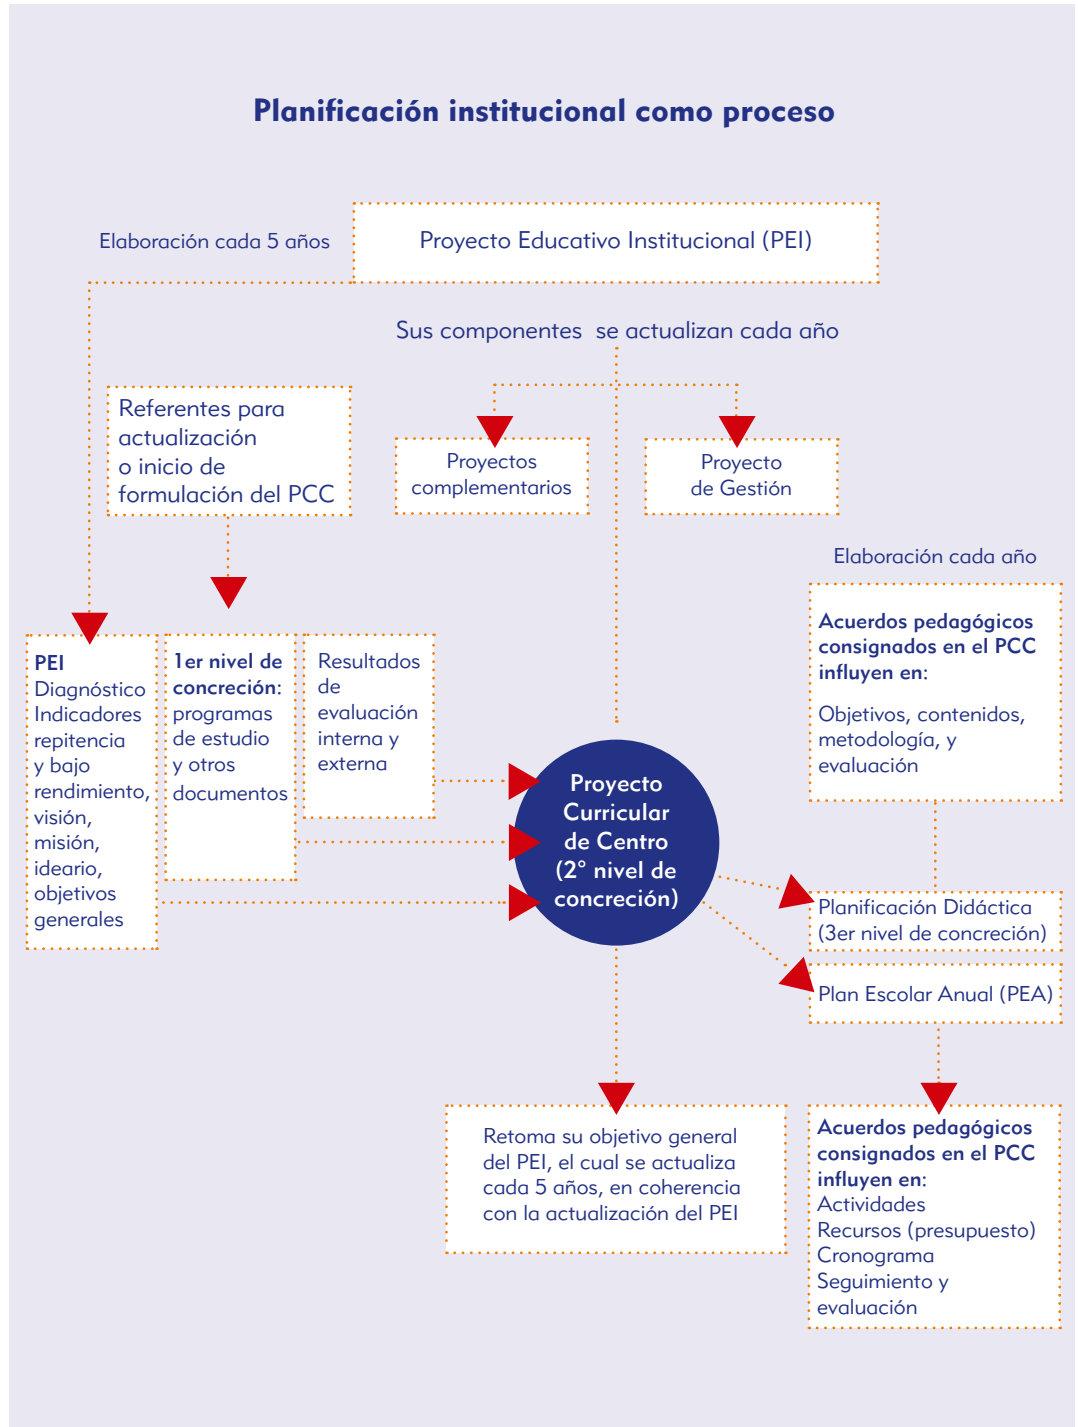 Planificación institucional como proceso
Elaboración cada 5 años
Proyecto Educativo Institucional (PEI)
Sus componentes se actualizan cada año
Referentes para
actualización
o inicio de
formulación del PCC
Proyectos
complementarios
Proyecto
de Gestión
Elaboración cada año
Acuerdos pedagógicos
consignados en el PCC
influyen en:
Objetivos, contenidos,
metodología, y
evaluación
PEI
Diagnóstico
Indicadores
repitencia
y bajo
rendimiento,
visión,
misión,
ideario,
objetivos
generales
1er nivel de
concreción:
programas
de estudio
y otros
documentos
Resultados
de
evaluación
interna y
externa
Proyecto
Curricular
de Centro
(2° nivel de
concreción)
Planificación Didáctica
(3er nivel de concreción)
Plan Escolar Anual (PEA)
Retoma su objetivo general
del PEI, el cual se actualiza
cada 5 años, en coherencia
con la actualización del PEI
Acuerdos pedagógicos
consignados en el PCC
influyen en:
Actividades
Recursos (presupuesto)
Cronograma
Seguimiento y
evaluación